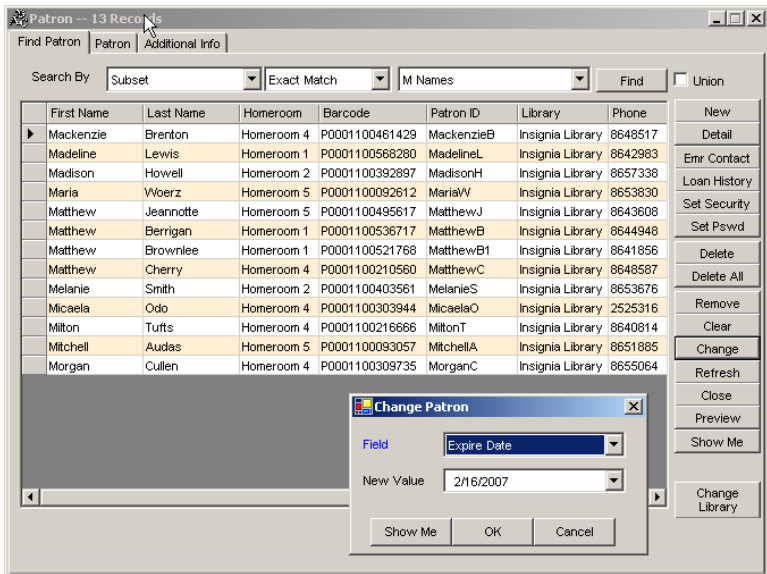 Patron -- 13 Records
Find Patron Patron Additional Info
Search By Subset Exact Match M Names Find Union
First Name Last Name Homeroom Barcode Patron ID Library Phone
Mackenzie Brenton Homeroom 4 P0001100461429 MackenzieB Insignia Library 8648517
Madeline Lewis Homeroom 1 P0001100568280 MadelineL Insignia Library 8642983
Madison Howell Homeroom 2 P0001100392897 MadisonH Insignia Library 8657338
Maria Woerz Homeroom 5 P0001100092612 MariaW Insignia Library 8653830
Matthew Jeannotte Homeroom 5 P0001100495617 MatthewJ Insignia Library 8643608
Matthew Berrigan Homeroom 1 P0001100536717 MatthewB Insignia Library 8644948
Matthew Brownlee Homeroom 1 P0001100521768 MatthewB1 Insignia Library 8641856
Matthew Cherry Homeroom 4 P0001100210560 MatthewC Insignia Library 8648587
Melanie Smith Homeroom 2 P0001100403561 MelanieS Insignia Library 8653676
Micaela Odo Homeroom 4 P0001100303944 MicaelaO Insignia Library 2525316
Milton Tufts Homeroom 4 P0001100216666 MiltonT Insignia Library 8640814
Mitchell Audas Homeroom 5 P0001100093057 MitchellA Insignia Library 8651885
Morgan Cullen Homeroom 4 P0001100309735 MorganC Insignia Library 8655064
New
Detail
Emr Contact
Loan History
Set Security
Set Pswd
Delete
Delete All
Remove
Clear
Change
Refresh
Close
Preview
Show Me
Change
Library
Change Patron
Field Expire Date
New Value 2/16/2007
Show Me OK Cancel